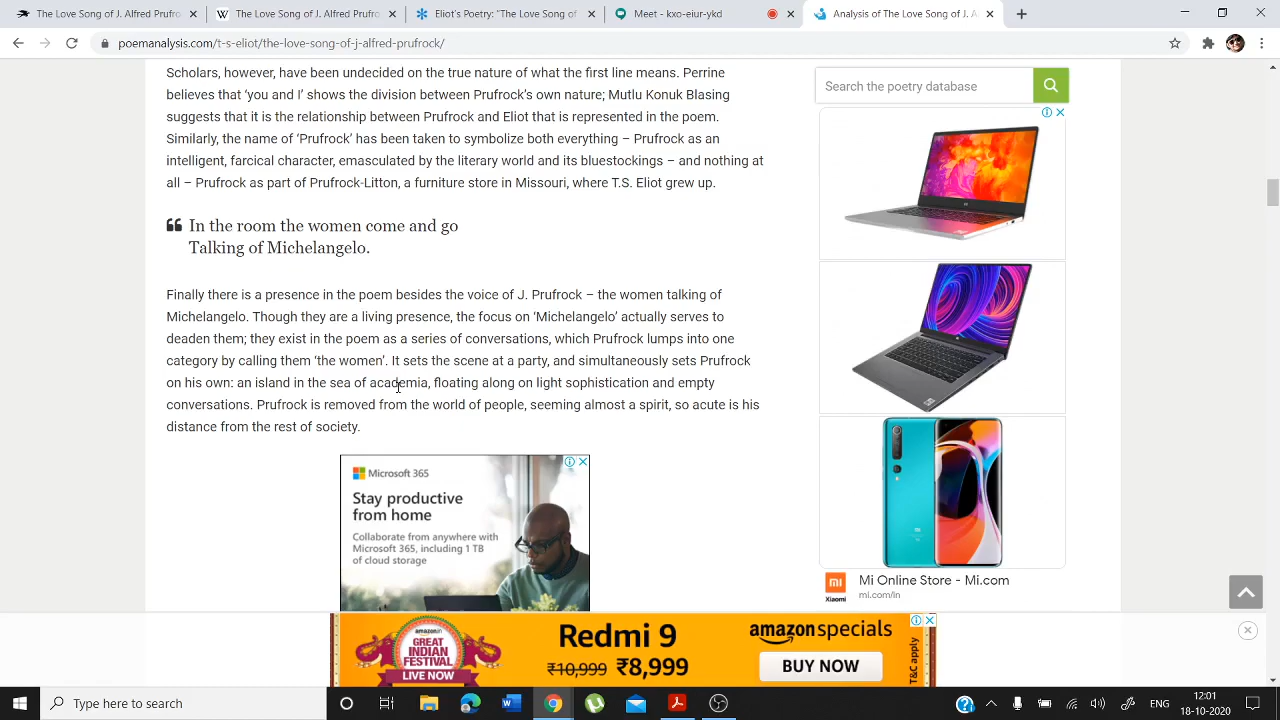 The Love Song of J. Alfred Prufro
The Love Song of J. Alfred Prufro
Eliot's Poetry: "The Love Song of
Meet - kxo-eur-ykd
Analysis of The Love Song of J. A
poemanalysis.com/t-s-eliot/the-love-song-of-j-alfred-prufrock/
Scholars, however, have been undecided on the true nature of what the first line means. Perrine
believes that 'you and I' shows the division between Prufrock's own nature; Mutlu Konuk Blasing
suggests that it is the relationship between Prufrock and Eliot that is represented in the poem.
Similarly, the name of 'Prufrock' has been taken to symbolize both everything – Prufrock as an
intelligent, farcical character, emasculated by the literary world and its bluestockings – and nothing at
all – Prufrock as part of Prufrock-Litton, a furniture store in Missouri, where T.S. Eliot grew up.
In the room the women come and go
Talking of Michelangelo.
Finally there is a presence in the poem besides the voice of J. Prufrock – the women talking of
Michelangelo. Though they are a living presence, the focus on 'Michelangelo' actually serves to
deaden them; they exist in the poem as a series of conversations, which Prufrock lumps into one
category by calling them 'the women'. It sets the scene at a party, and simultaneously sets Prufrock
on his own: an island in the sea of academia, floating along on light sophistication and empty
conversations. Prufrock is removed from the world of people, seeming almost a spirit, so acute is his
distance from the rest of society.
Search the poetry database
Microsoft 365
Stay productive
from home
Collaborate from anywhere with
Microsoft 365, including 1 TB
of cloud storage
Mi Online Store - Mi.com
mi.com/in
Xiaomi
amazon.in
GREAT
INDIAN
FESTIVAL
LIVE NOW
Redmi 9
₹10,999 ₹8,999
amazonspecials
BUY NOW
T&C apply
Type here to search
ENG
12:01
18-10-2020